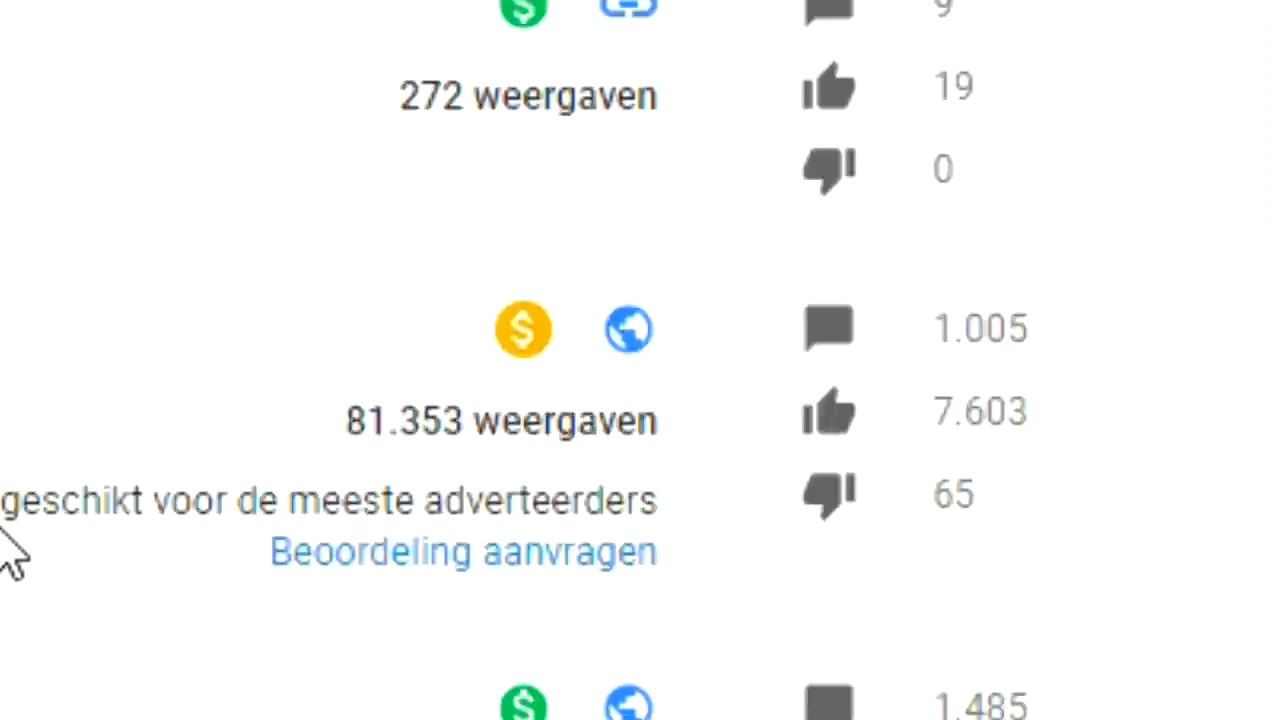 9
272 weergaven
19
0
1.005
81.353 weergaven
7.603
geschikt voor de meeste adverteerders
65
Beoordeling aanvragen
1.485